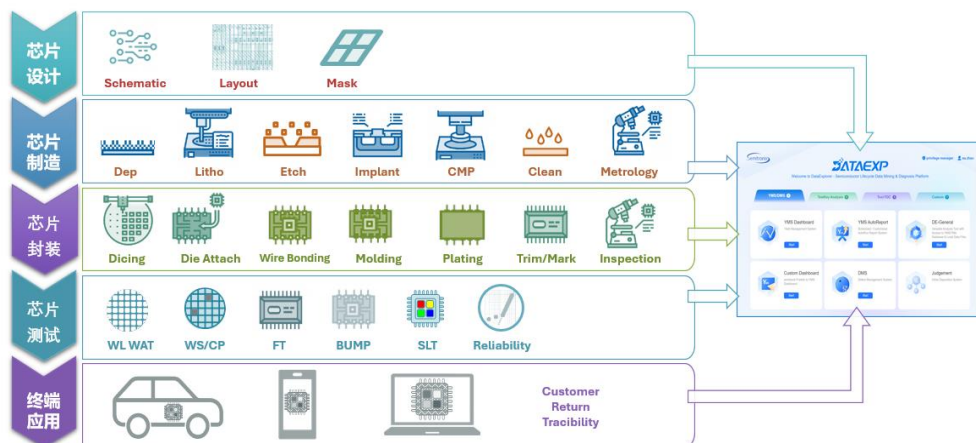 芯片
设计
Schematic
Layout
Mask
芯片
制造
Dep
Litho
Etch
Implant
CMP
Clean
Metrology
芯片
封装
Dicing
Die Attach
Wire Bonding
Molding
Plating
Trim/Mark
Inspection
芯片
测试
WL WAT
WS/CP
FT
BUMP
SLT
Reliability
终端
应用
Customer
Return
Tracibility
DATAEXP
YMS Dashboard
YMS AutoReport
DE-General
Custom Dashboard
DMS
Judgement